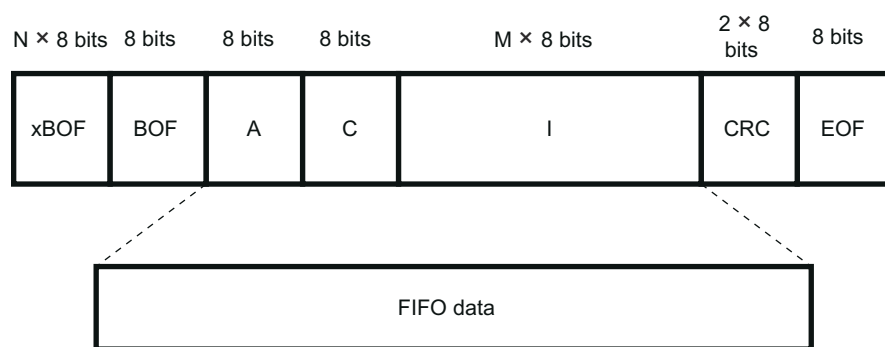 N × 8 bits 8 bits 8 bits 8 bits M × 8 bits 2 × 8 bits 8 bits
xBOF BOF A C I CRC EOF
FIFO data